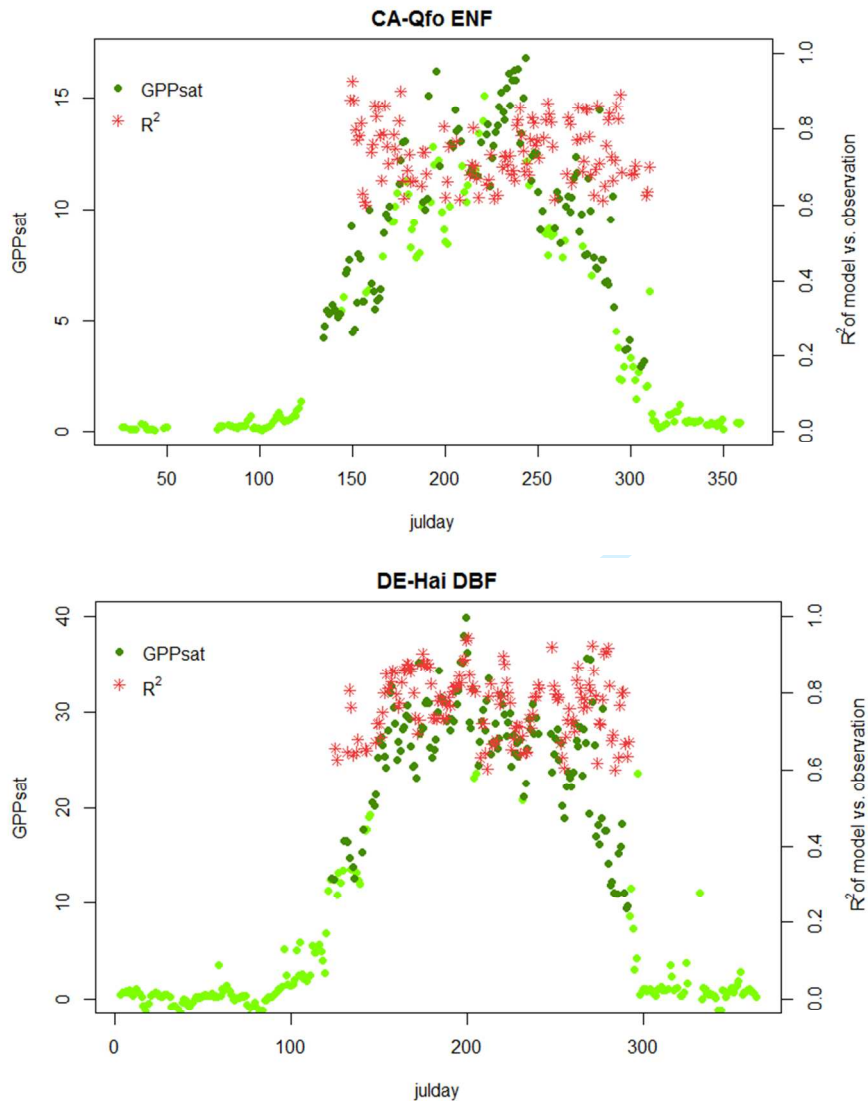 CA-Qfo ENF
GPPsat
R²
15
10
5
0
GPPsat
1.0
0.8
0.6
0.4
0.2
0.0
R²of model vs. observation
50 100 150 200 250 300 350
julday
DE-Hai DBF
GPPsat
R²
40
30
20
10
0
GPPsat
1.0
0.8
0.6
0.4
0.2
0.0
R²of model vs. observation
0 100 200 300
julday